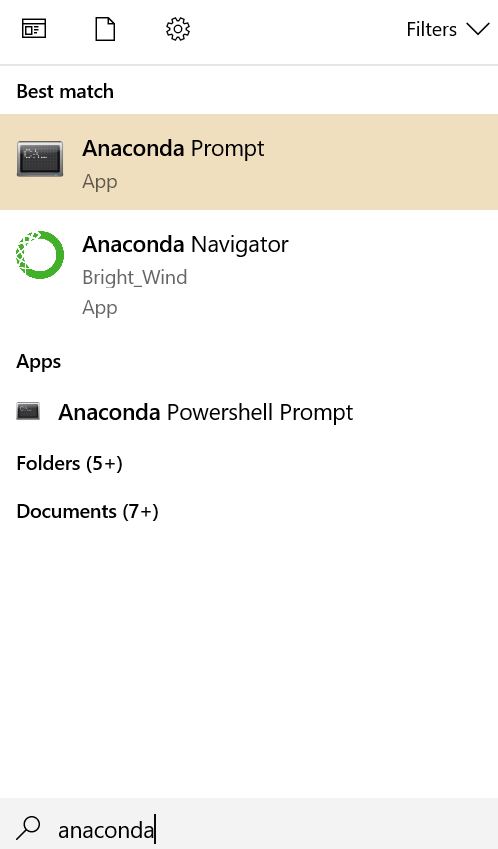 Filters
Best match
Anaconda Prompt
App
Anaconda Navigator
Bright_Wind
App
Apps
Anaconda Powershell Prompt
Folders (5+)
Documents (7+)
anaconda